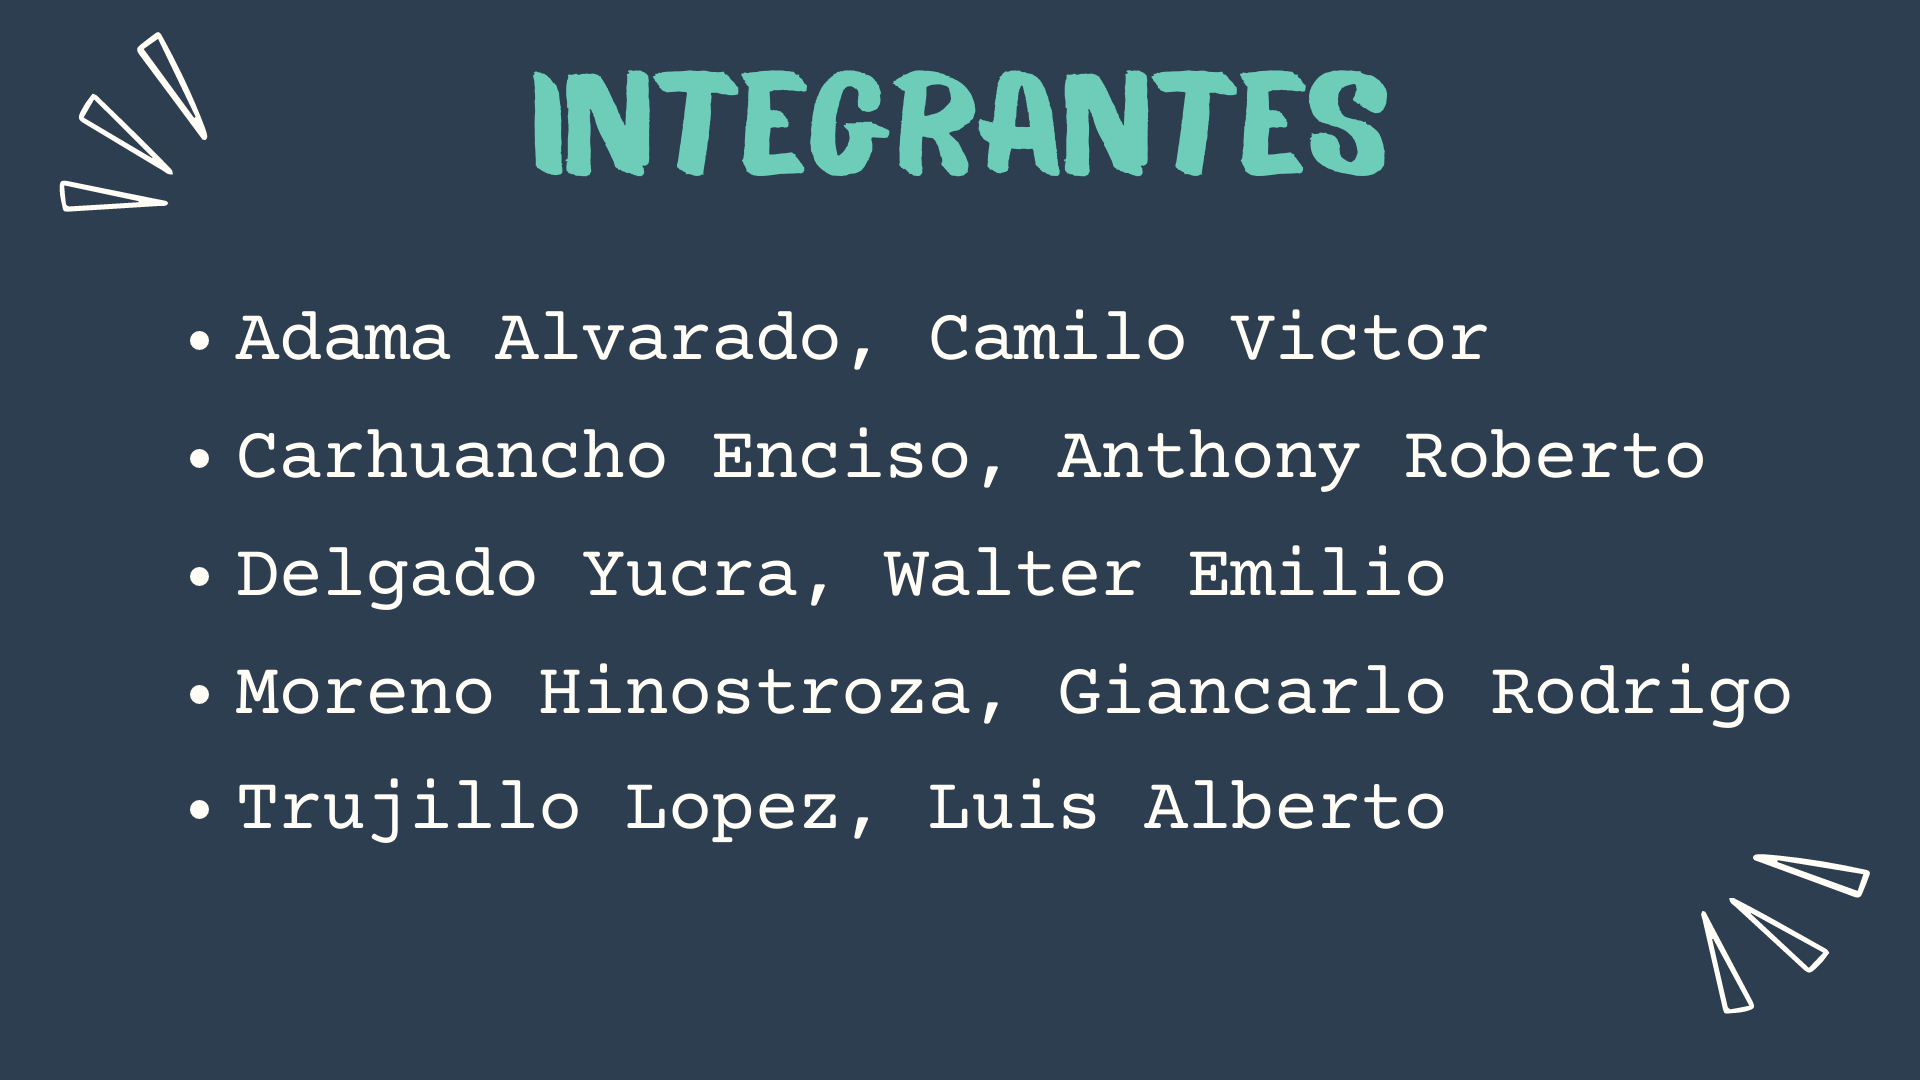 INTEGRANTES
• Adama Alvarado, Camilo Victor
• Carhuancho Enciso, Anthony Roberto
• Delgado Yucra, Walter Emilio
• Moreno Hinostroza, Giancarlo Rodrigo
• Trujillo Lopez, Luis Alberto